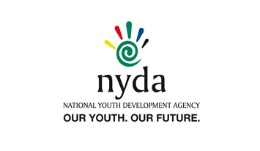 nyda
NATIONAL YOUTH DEVELOPMENT AGENCY
OUR YOUTH. OUR FUTURE.